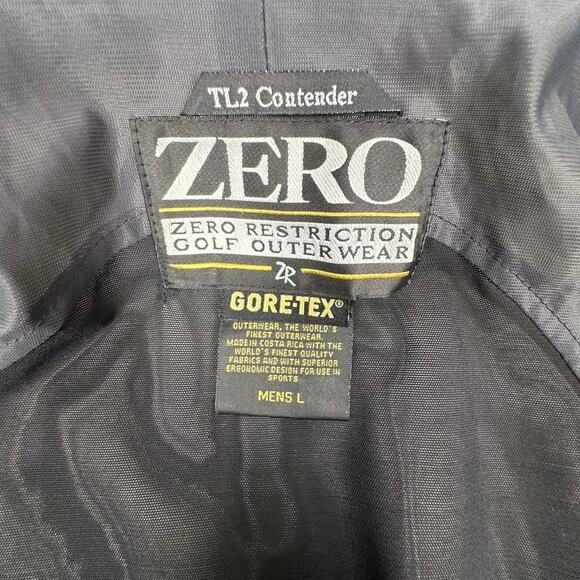 TL2 Contender
ZERO
ZERO RESTRICTION
GOLF OUTERWEAR
ZR
GORE-TEX®
OUTERWEAR, THE WORLD'S
FINEST OUTERWEAR.
MADE IN COSTA RICA WITH THE
WORLD'S FINEST QUALITY
FABRICS AND WITH SUPERIOR
ERGONOMIC DESIGN FOR USE IN
SPORTS
MENS L